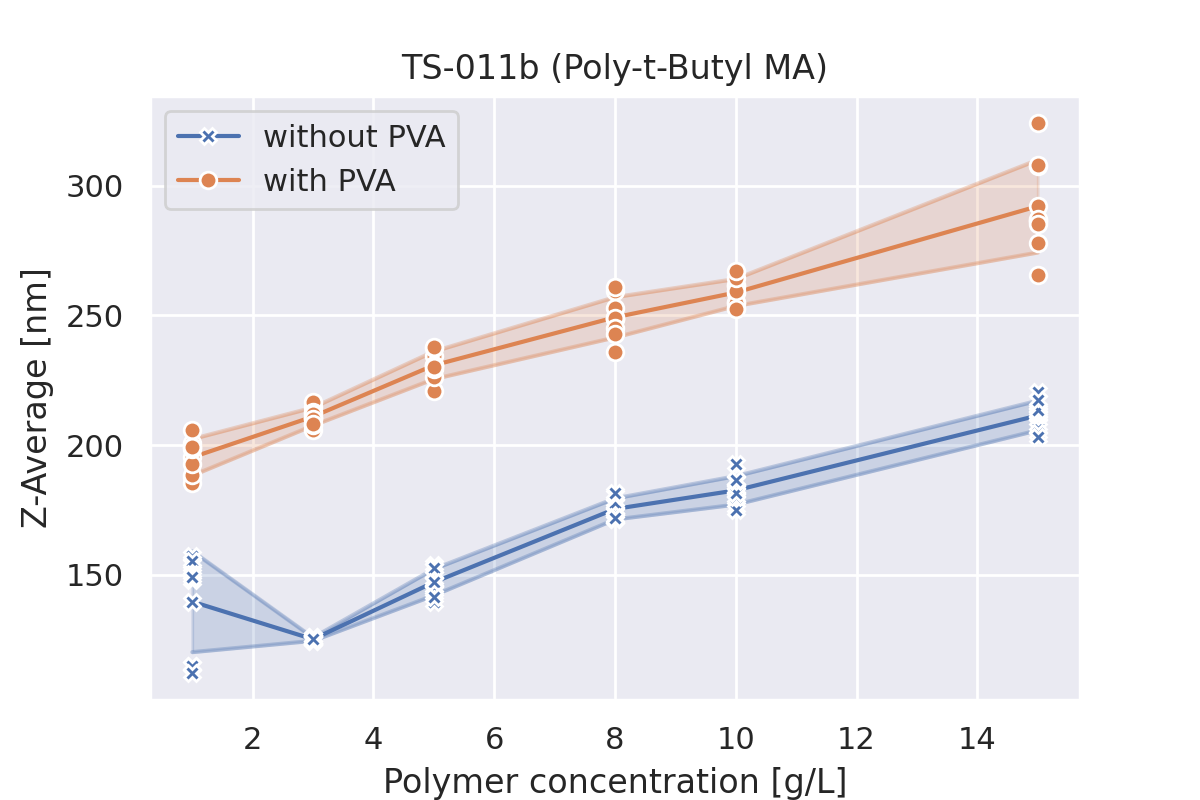 TS-011b (Poly-t-Butyl MA)
without PVA
with PVA
Z-Average [nm]
300
250
200
150
2 4 6 8 10 12 14
Polymer concentration [g/L]